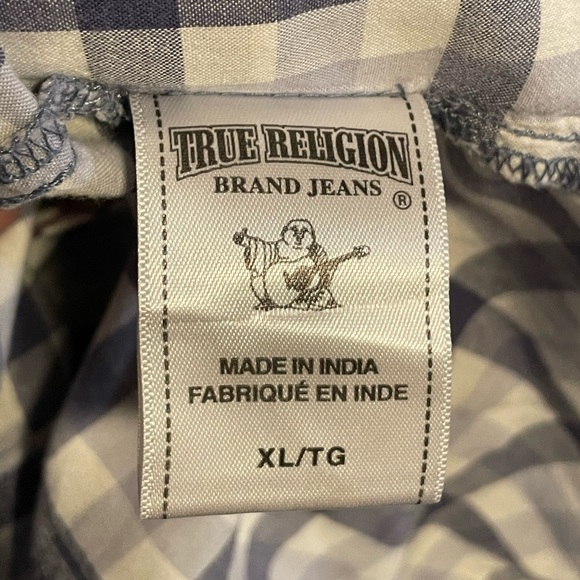 TRUE RELIGION
BRAND JEANS ®
MADE IN INDIA
FABRIQUÉ EN INDE
XL/TG